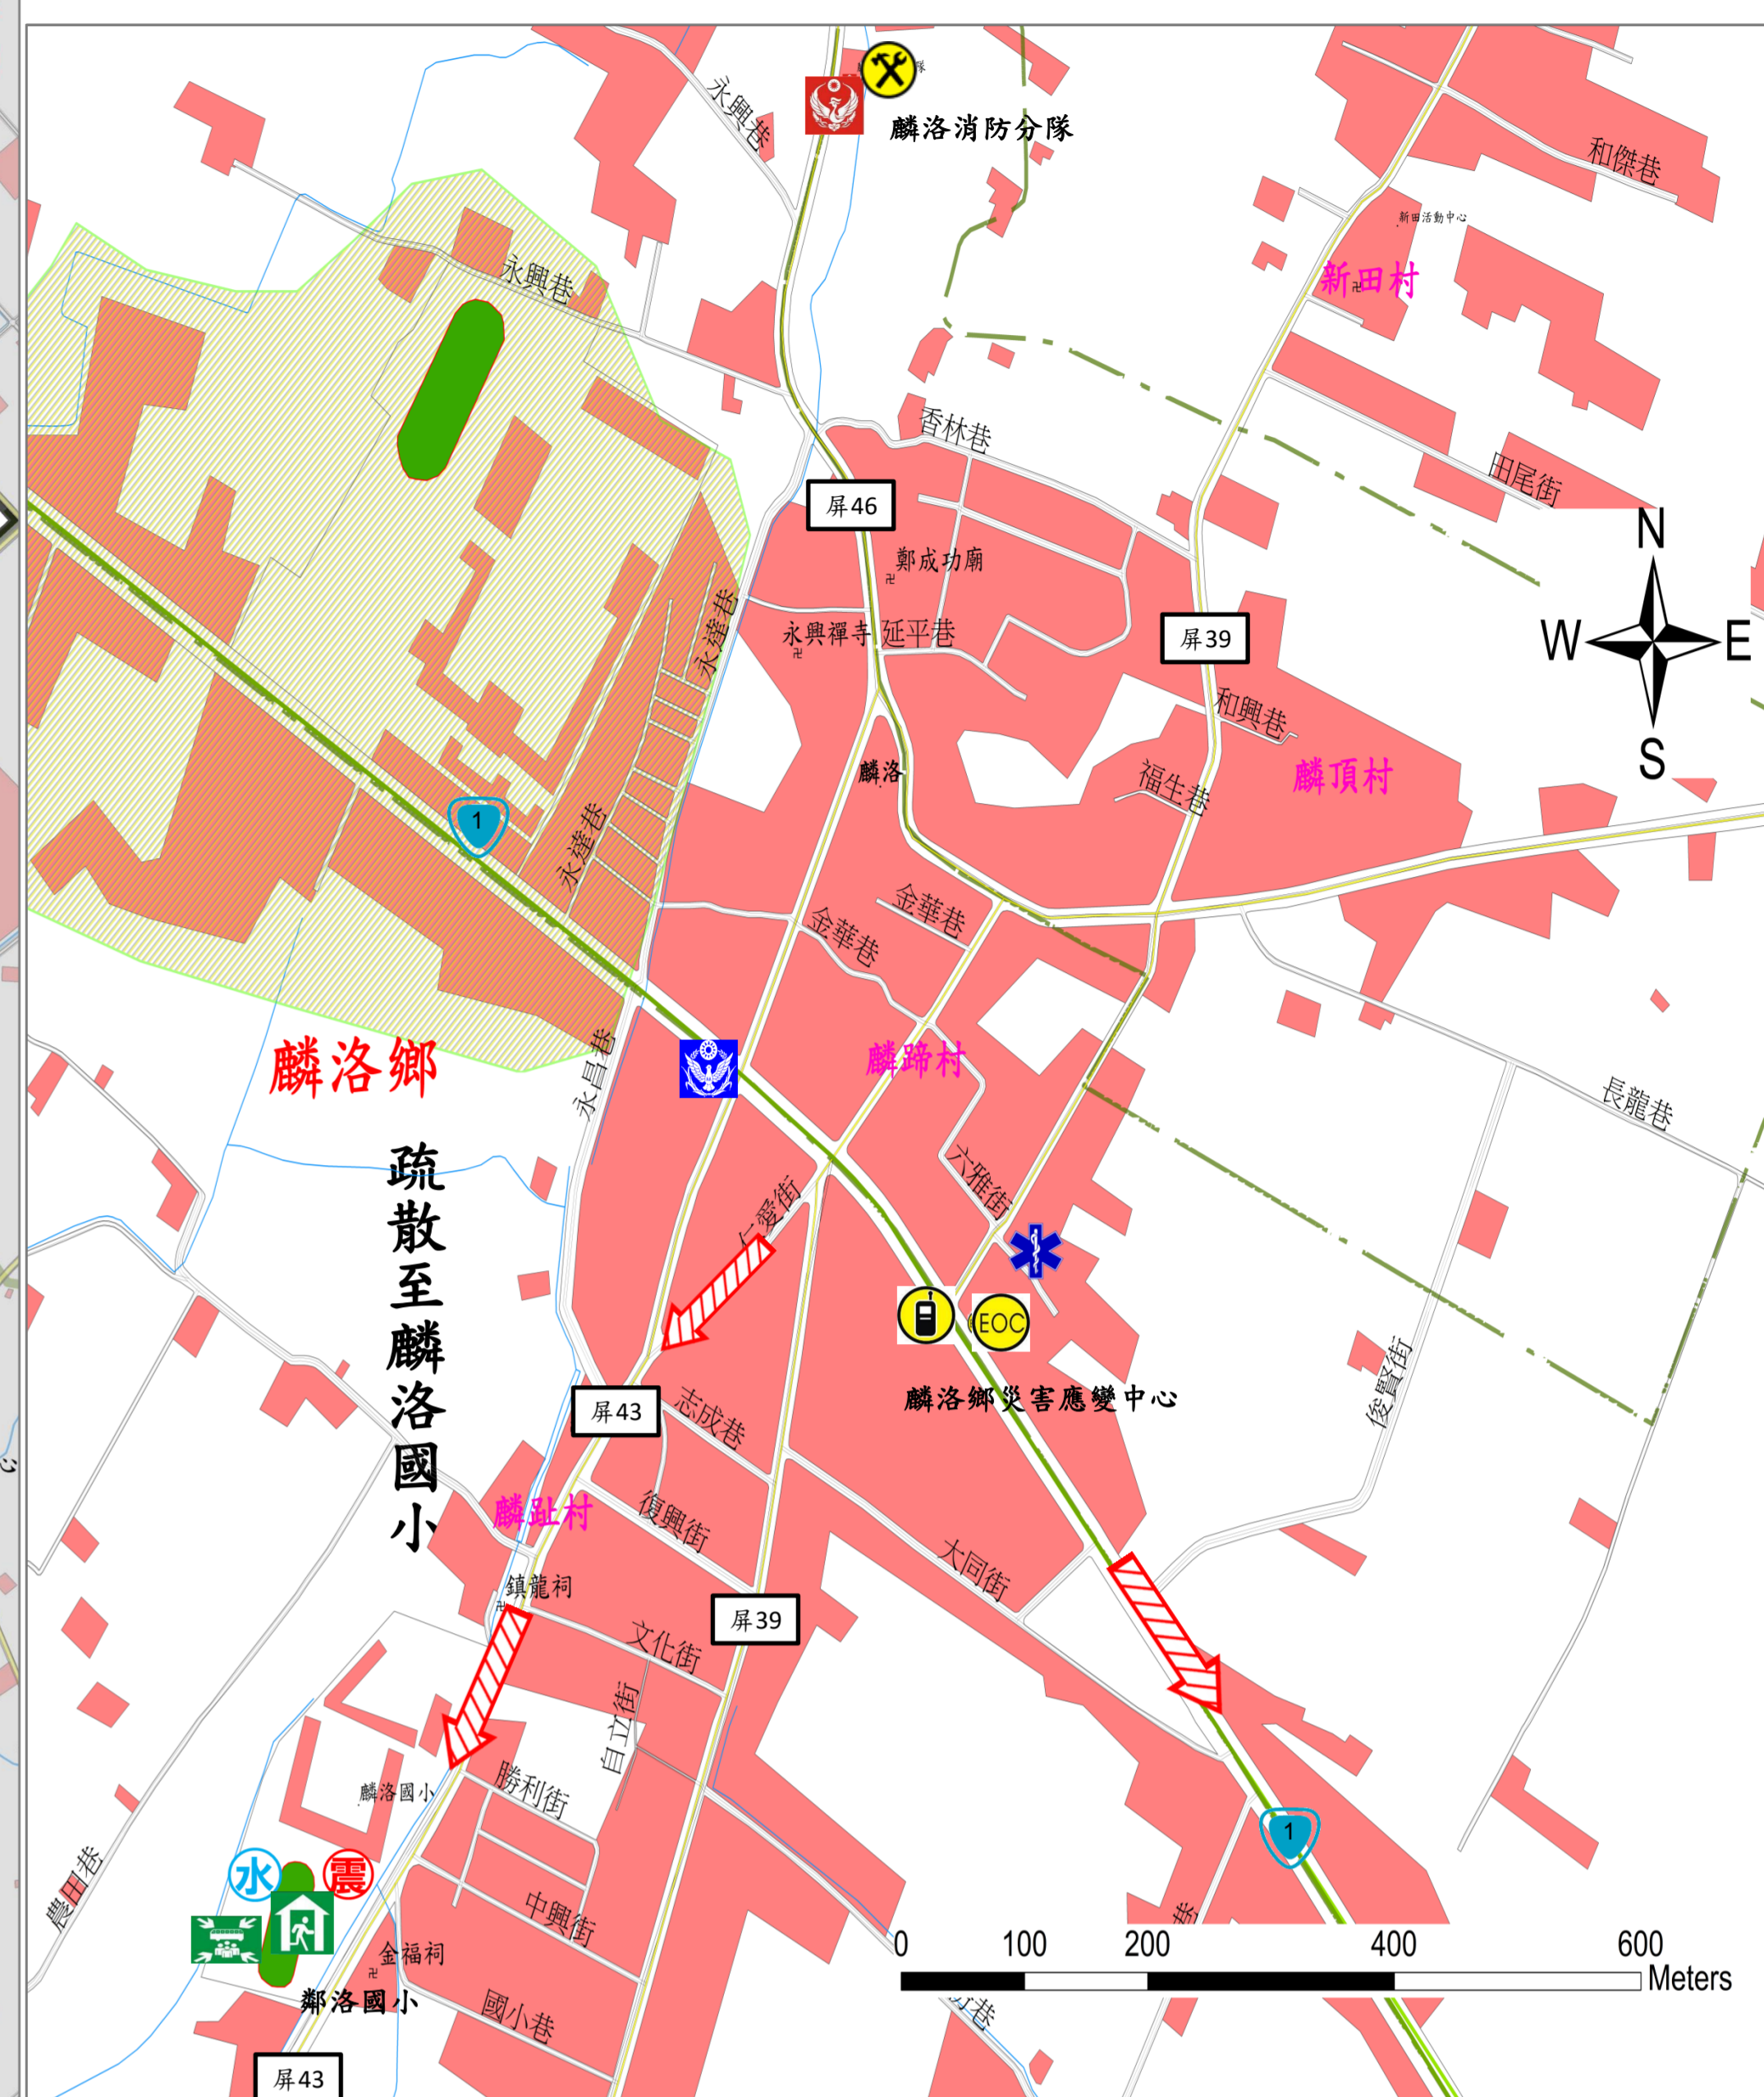 永興巷
麟洛消防分隊
和傑巷
新田活動中心
新田村
永興巷
香林巷
田尾街
N
W
E
S
屏46
鄭成功廟
永興禪寺
延平巷
永達巷
屏39
和興巷
麟頂村
福生巷
麟洛
1
永達巷
金華巷
金華巷
麟洛鄉
永昌巷
麟蹄村
長龍巷
疏散至麟洛國小
仁愛街
六雅街
EOC
麟洛鄉災害應變中心
俊賢街
屏43
志成巷
麟趾村
復興街
大同街
鎮龍祠
屏39
文化街
自立街
麟洛國小
勝利街
1
水
震
農田巷
中興街
金福祠
鄰洛國小
國小巷
巷
巷
屏43
0 100 200 400 600
Meters